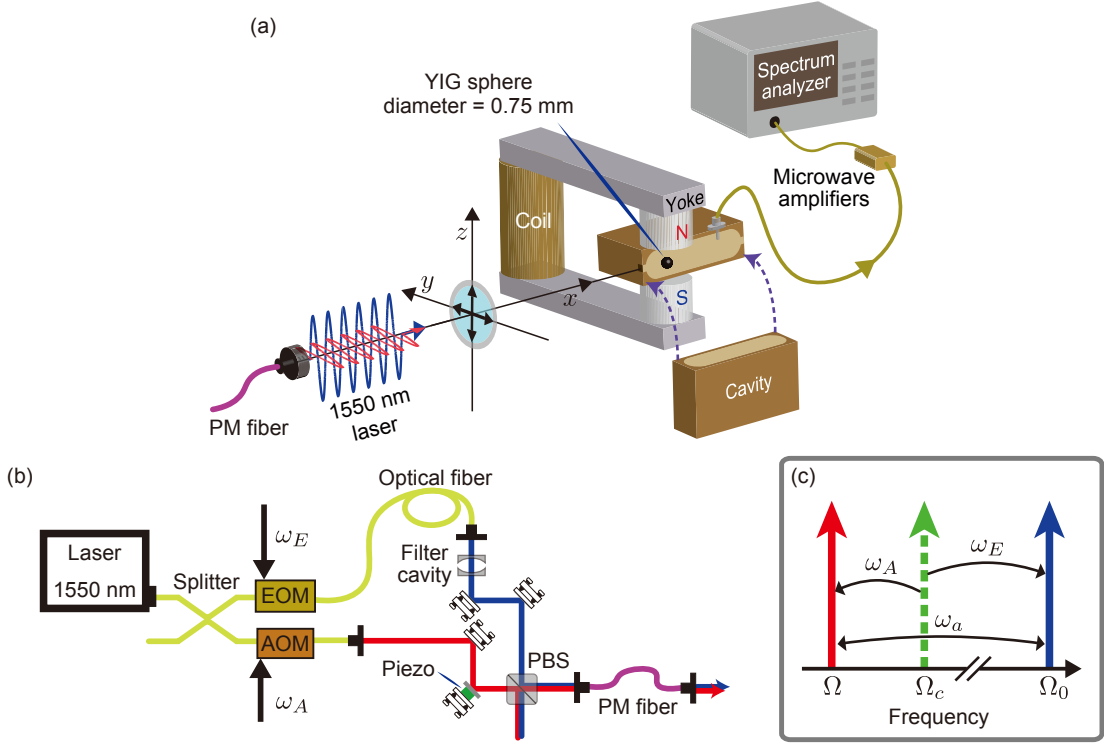 (a)
YIG sphere
diameter = 0.75 mm
Spectrum
analyzer
Microwave
amplifiers
Yoke
Coil
N
S
z
y
x
Cavity
1550 nm
laser
PM fiber
(b)
Optical fiber
ω_E
Laser
1550 nm
Splitter
EOM
AOM
Filter
cavity
PBS
Piezo
PM fiber
ω_A
(c)
ω_A
ω_E
ω_a
Ω
Ω_c
Ω_0
Frequency